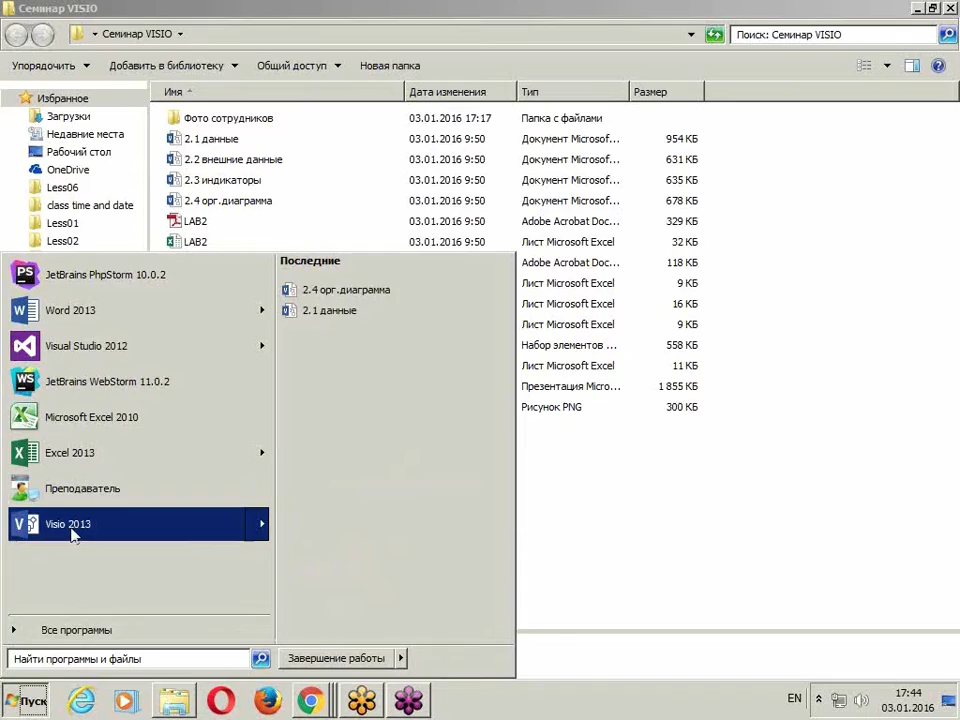 Семинар VISIO
Семинар VISIO
Поиск: Семинар VISIO
Упорядочить Добавить в библиотеку Общий доступ Новая папка
Избранное
Загрузки
Недавние места
Рабочий стол
OneDrive
Less06
class time and date
Less01
Less02
Имя Дата изменения Тип Размер
Фото сотрудников 03.01.2016 17:17 Папка с файлами
2.1 данные 03.01.2016 9:50 Документ Microsof... 954 КБ
2.2 внешние данные 03.01.2016 9:50 Документ Microsof... 631 КБ
2.3 индикаторы 03.01.2016 9:50 Документ Microsof... 635 КБ
2.4 орг.диаграмма 03.01.2016 9:50 Документ Microsof... 678 КБ
LAB2 03.01.2016 9:50 Adobe Acrobat Doc... 329 КБ
LAB2 03.01.2016 9:50 Лист Microsoft Excel 32 КБ
Adobe Acrobat Doc... 118 КБ
Лист Microsoft Excel 9 КБ
Лист Microsoft Excel 16 КБ
Лист Microsoft Excel 9 КБ
Набор элементов ... 558 КБ
Лист Microsoft Excel 11 КБ
Презентация Micro... 1 855 КБ
Рисунок PNG 300 КБ
JetBrains PhpStorm 10.0.2
Word 2013
Visual Studio 2012
JetBrains WebStorm 11.0.2
Microsoft Excel 2010
Excel 2013
Преподаватель
Visio 2013
Все программы
Найти программы и файлы
Последние
2.4 орг.диаграмма
2.1 данные
Завершение работы
Пуск
EN
17:44
03.01.2016